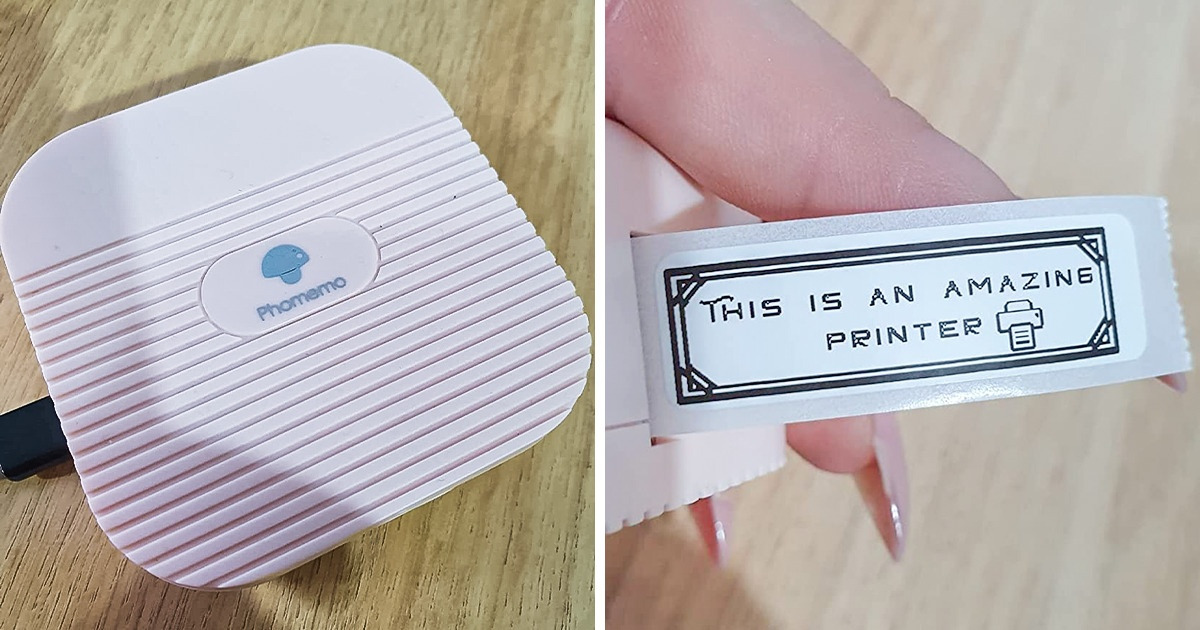 Phomemo
THIS IS AN AMAZING
PRINTER